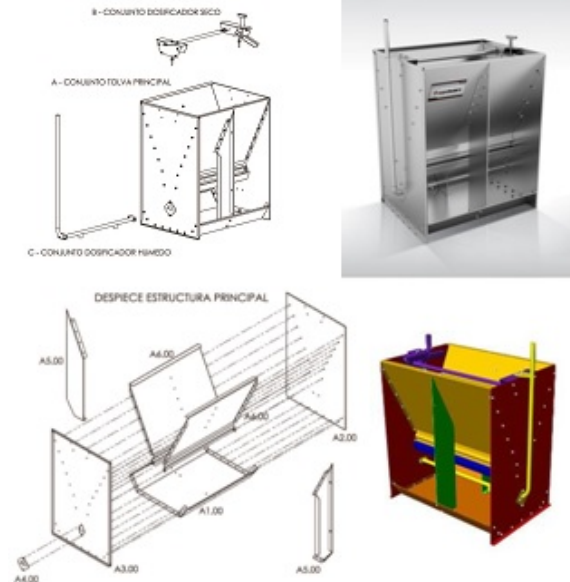 B - CONJUNTO DOSIFICADOR SECO
A - CONJUNTO TOLVA PRINCIPAL
C - CONJUNTO DOSIFICADOR HUMEDO
DESPIECE ESTRUCTURA PRINCIPAL
A5.00
A6.00
A6.00
A2.00
A1.00
A3.00
A5.00
A4.00